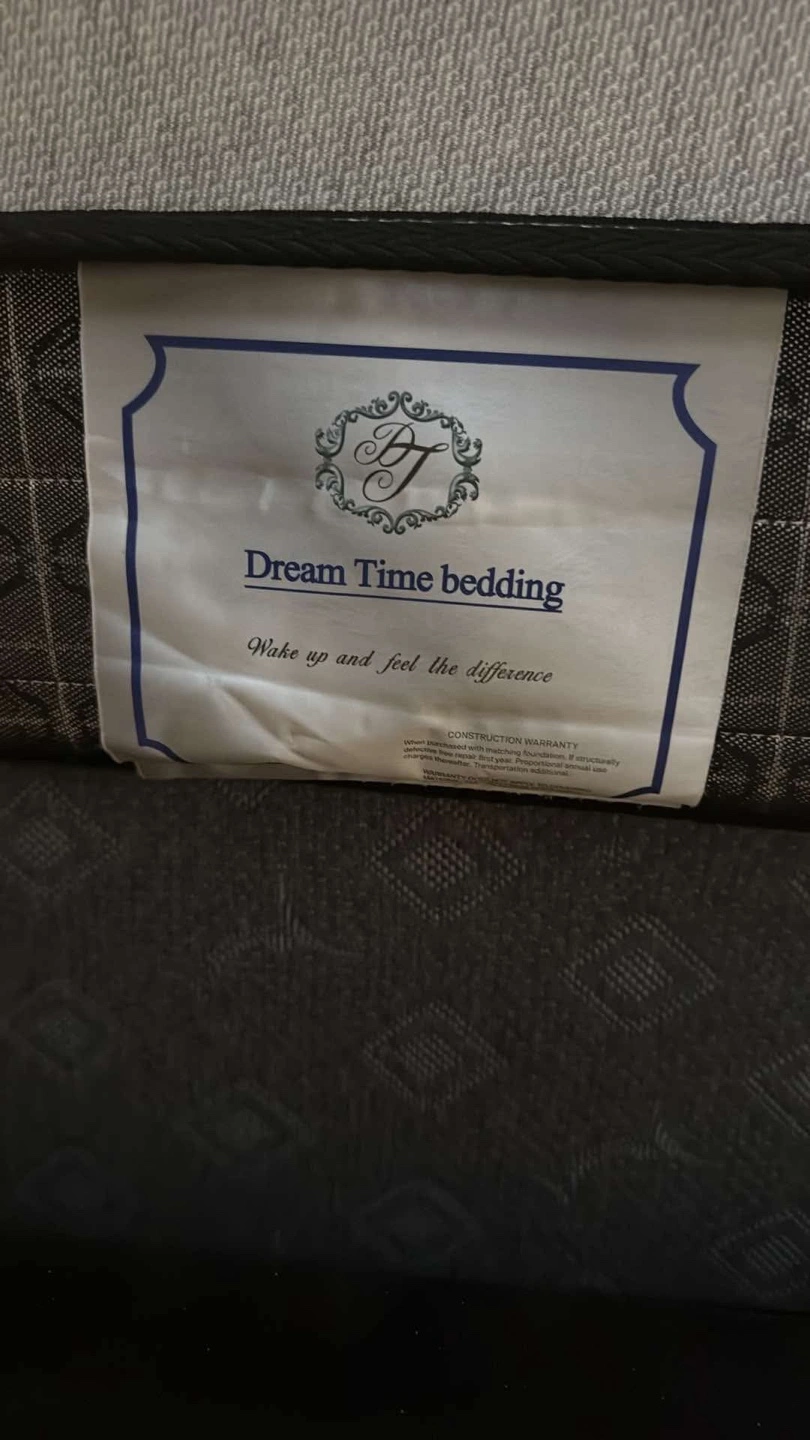 DT
Dream Time bedding
Wake up and feel the difference
CONSTRUCTION WARRANTY
When purchased with matching foundation. If structurally
defective free repair first year. Proportional annual use
charges thereafter. Transportation additional.